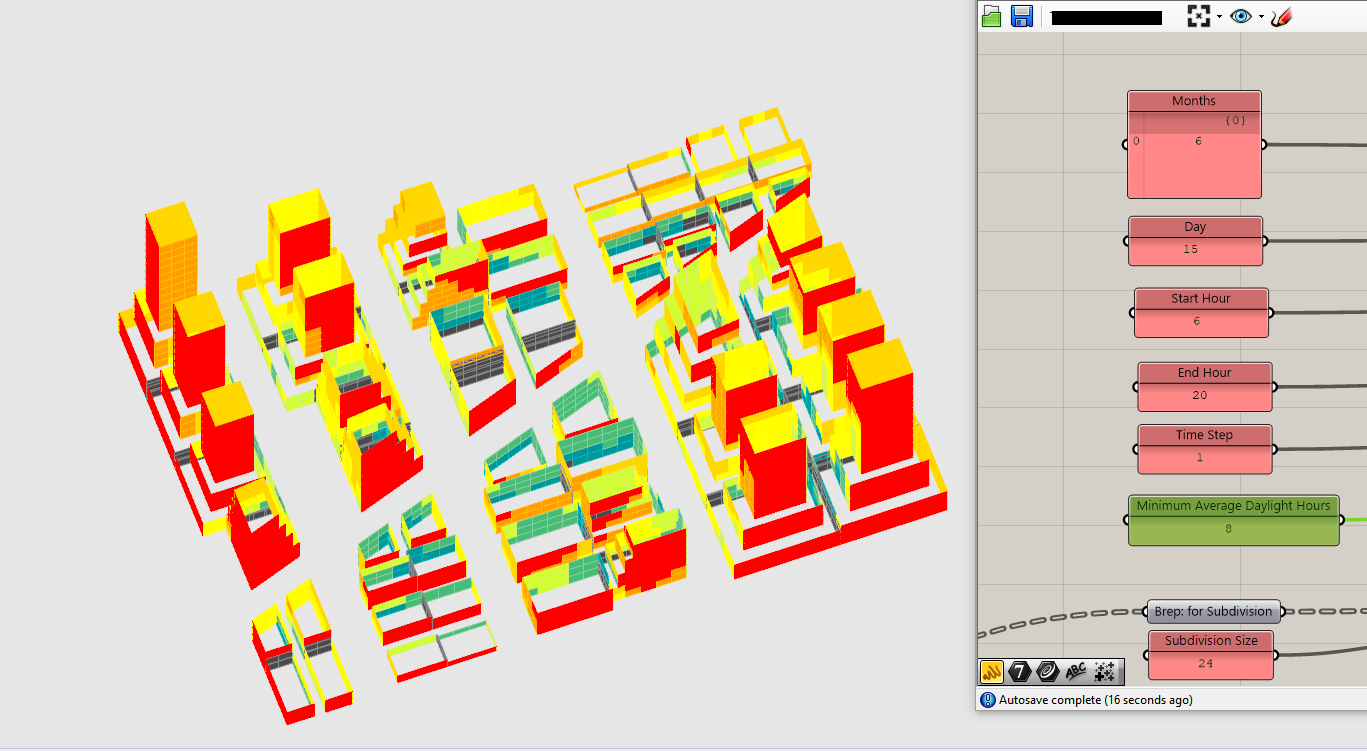 Months
{0}
0 6
Day
15
Start Hour
6
End Hour
20
Time Step
1
Minimum Average Daylight Hours
8
Brep: for Subdivision
Subdivision Size
24
7 ABC
Autosave complete (16 seconds ago)